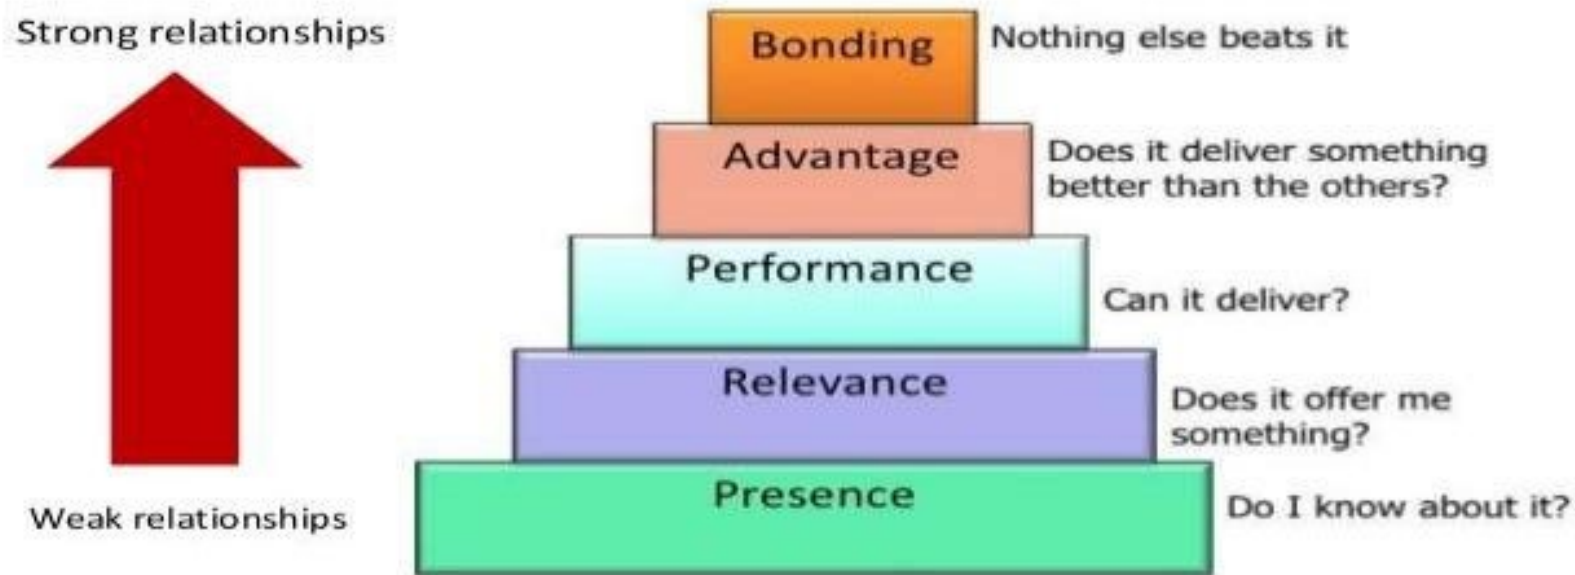 Strong relationships
Bonding
Nothing else beats it
Advantage
Does it deliver something
better than the others?
Performance
Can it deliver?
Relevance
Does it offer me
something?
Presence
Do I know about it?
Weak relationships